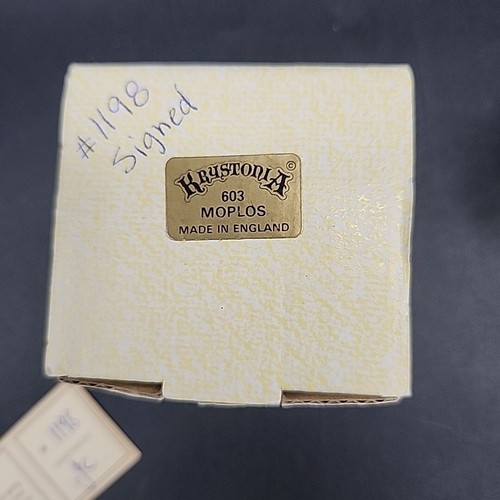 #1198
Signed
KRYSTONIA ©
603
MOPLOS
MADE IN ENGLAND